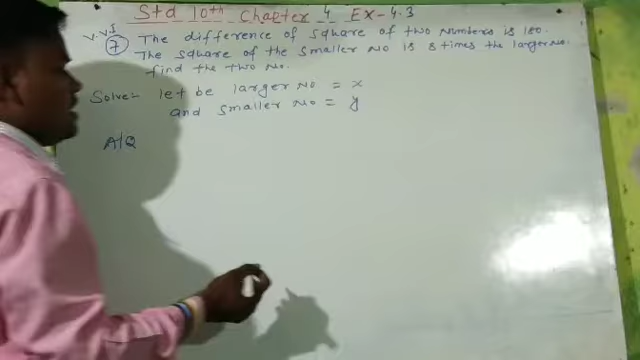 Std 10th Chapter 4 Ex-4.3
V.V.I
7 The difference of square of two numbers is 180.
The square of the smaller no is 8 times the larger no.
find the two no.
Solve- let be larger no = x
and smaller no = y
A/Q